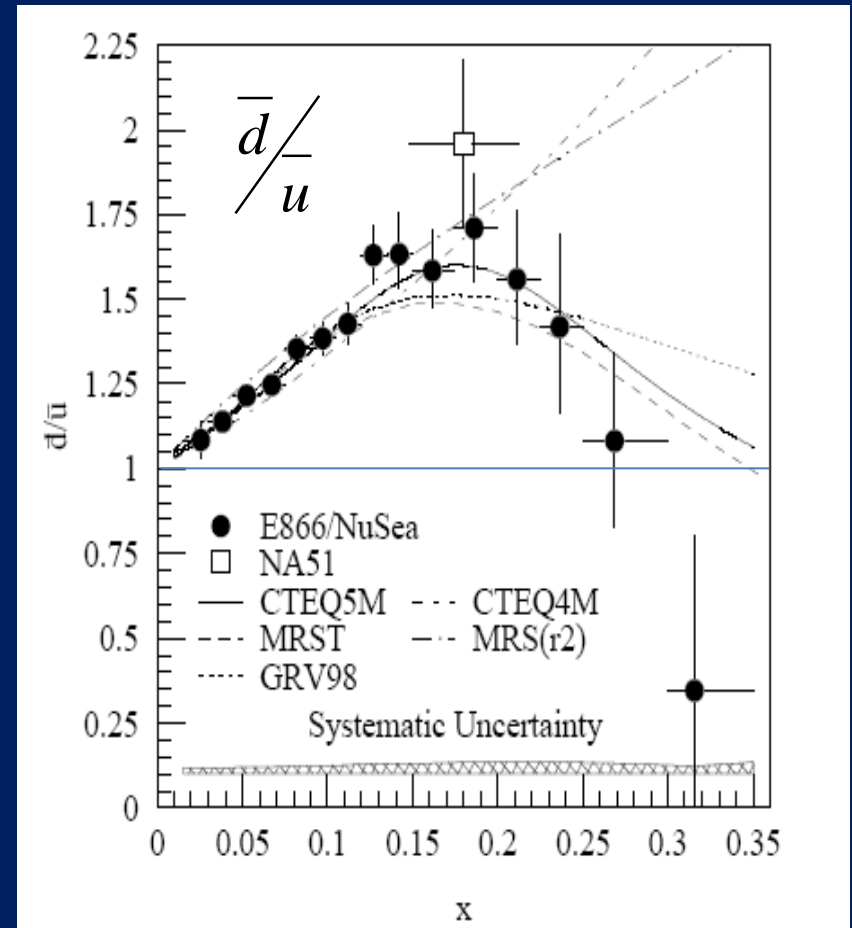 2.25
2
1.75
1.5
1.25
1
0.75
0.5
0.25
0
d̅/u̅
d̅/u̅
E866/NuSea
NA51
CTEQ5M CTEQ4M
MRST MRS(r2)
GRV98
Systematic Uncertainty
0 0.05 0.1 0.15 0.2 0.25 0.3 0.35
x